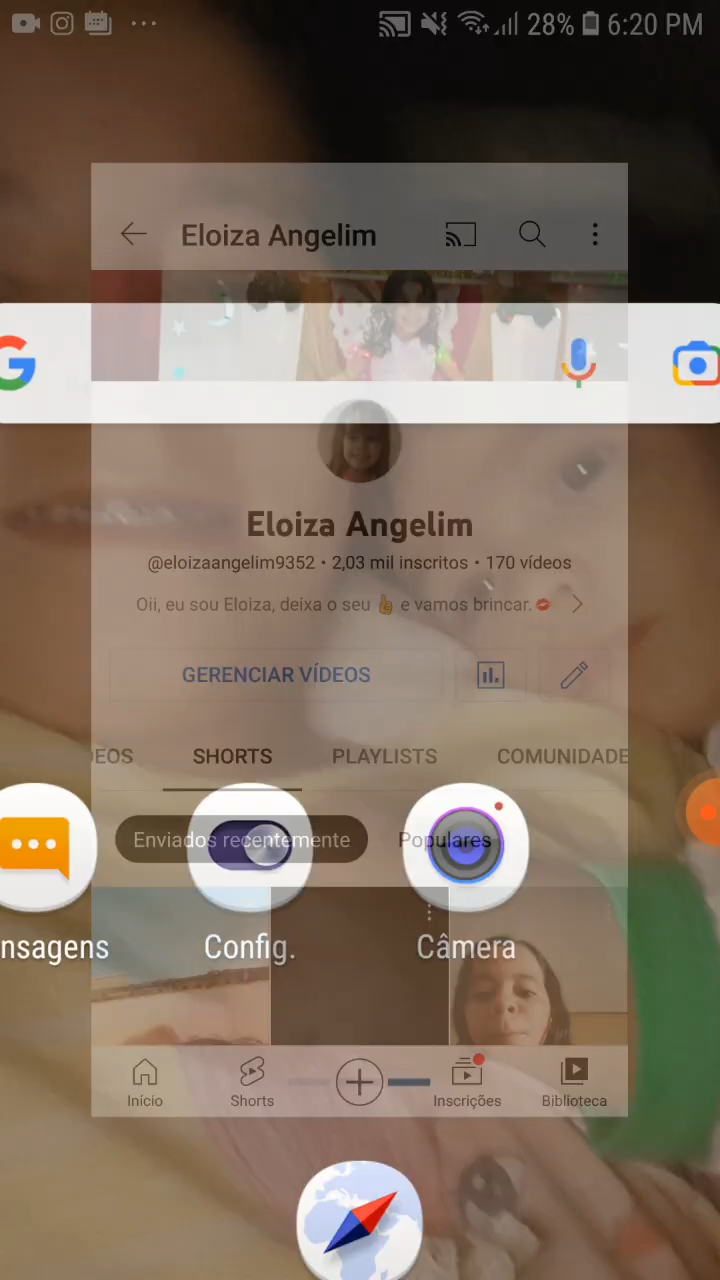 28% 6:20 PM
Eloiza Angelim
Eloiza Angelim
@eloizaangelim9352 • 2,03 mil inscritos • 170 vídeos
Oii, eu sou Eloiza, deixa o seu 👍 e vamos brincar.💋
GERENCIAR VÍDEOS
DEOS SHORTS PLAYLISTS COMUNIDADE
Enviados recentemente Populares
nsagens Config. Câmera
Início Shorts Inscrições Biblioteca